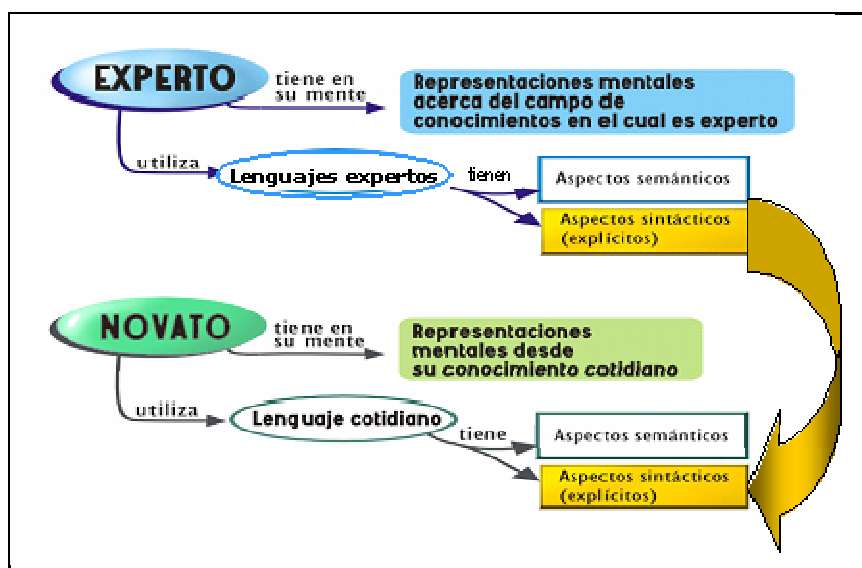 EXPERTO
tiene en
su mente
Representaciones mentales
acerca del campo de
conocimientos en el cual es experto
utiliza
Lenguajes expertos
tienen
Aspectos semánticos
Aspectos sintácticos
(explícitos)
NOVATO
tiene en
su mente
Representaciones
mentales desde
su conocimiento cotidiano
utiliza
Lenguaje cotidiano
tiene
Aspectos semánticos
Aspectos sintácticos
(explícitos)